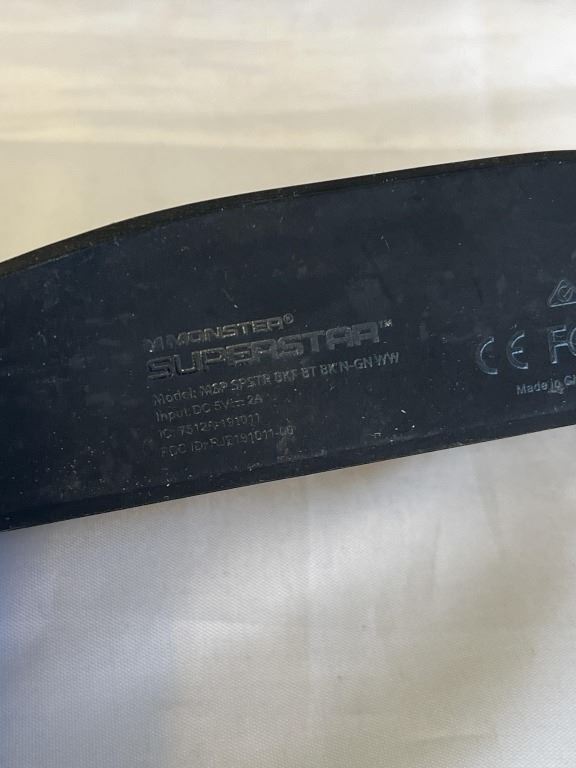 MONSTER®
SUPERSTAR™
Model: MSP SPSTR BKF BT BK N-GN WW
Input: DC 5V⎓2A
IC: 7512A-191011
FCC ID: RJE191011-00
CE FC
Made in C